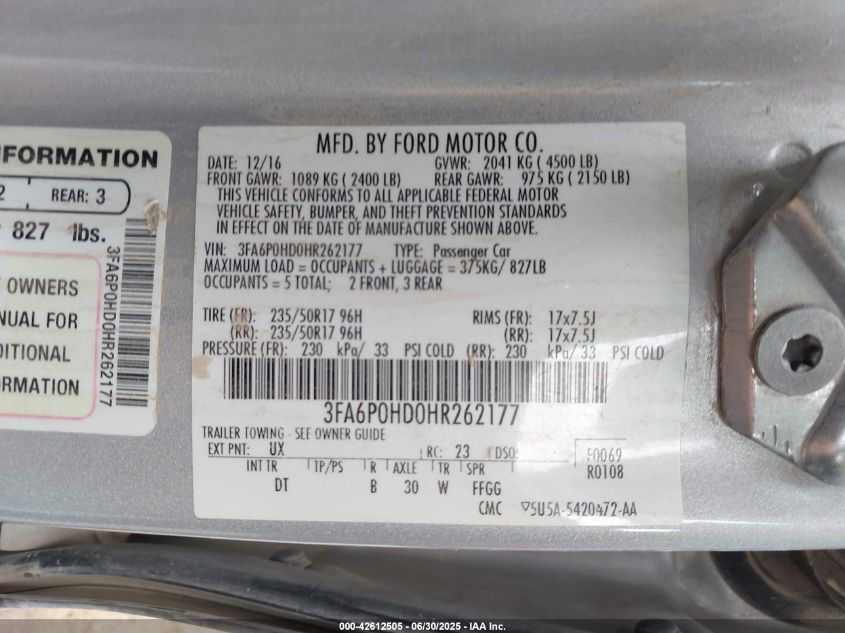 NFORMATION
2 REAR: 3
827 lbs.
OWNERS
NUAL FOR
DITIONAL
ORMATION
3FA6P0HD0HR262177
MFD. BY FORD MOTOR CO.
DATE: 12/16 GVWR: 2041 KG ( 4500 LB)
FRONT GAWR: 1089 KG ( 2400 LB) REAR GAWR: 975 KG ( 2150 LB)
THIS VEHICLE CONFORMS TO ALL APPLICABLE FEDERAL MOTOR
VEHICLE SAFETY, BUMPER, AND THEFT PREVENTION STANDARDS
IN EFFECT ON THE DATE OF MANUFACTURE SHOWN ABOVE.
VIN: 3FA6P0HD0HR262177 TYPE: Passenger Car
MAXIMUM LOAD = OCCUPANTS + LUGGAGE = 375KG/ 827LB
OCCUPANTS = 5 TOTAL; 2 FRONT, 3 REAR
TIRE (FR): 235/50R17 96H RIMS (FR): 17x7.5J
(RR): 235/50R17 96H (RR): 17x7.5J
PRESSURE (FR): 230 kPa/ 33 PSI COLD (RR): 230 kPa/ 33 PSI COLD
3FA6P0HD0HR262177
TRAILER TOWING - SEE OWNER GUIDE
EXT PNT: UX RC: 23 DSO: F0069
INT TR TP/PS R AXLE TR SPR R0108
DT B 30 W FFGG
CMC 5U5A-5420472-AA
000-42612505 - 06/30/2025 - IAA Inc.